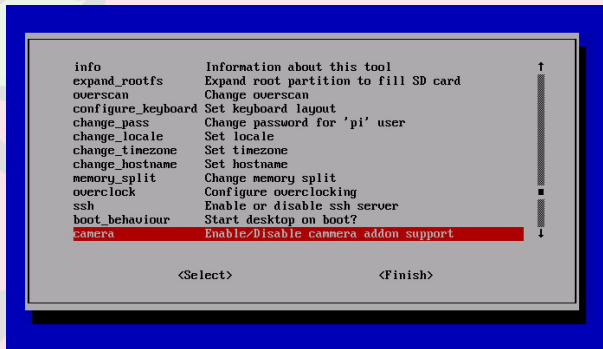 info Information about this tool
expand_rootfs Expand root partition to fill SD card
overscan Change overscan
configure_keyboard Set keyboard layout
change_pass Change password for 'pi' user
change_locale Set locale
change_timezone Set timezone
change_hostname Set hostname
memory_split Change memory split
overclock Configure overclocking
ssh Enable or disable ssh server
boot_behaviour Start desktop on boot?
camera Enable/Disable cammera addon support
<Select> <Finish>